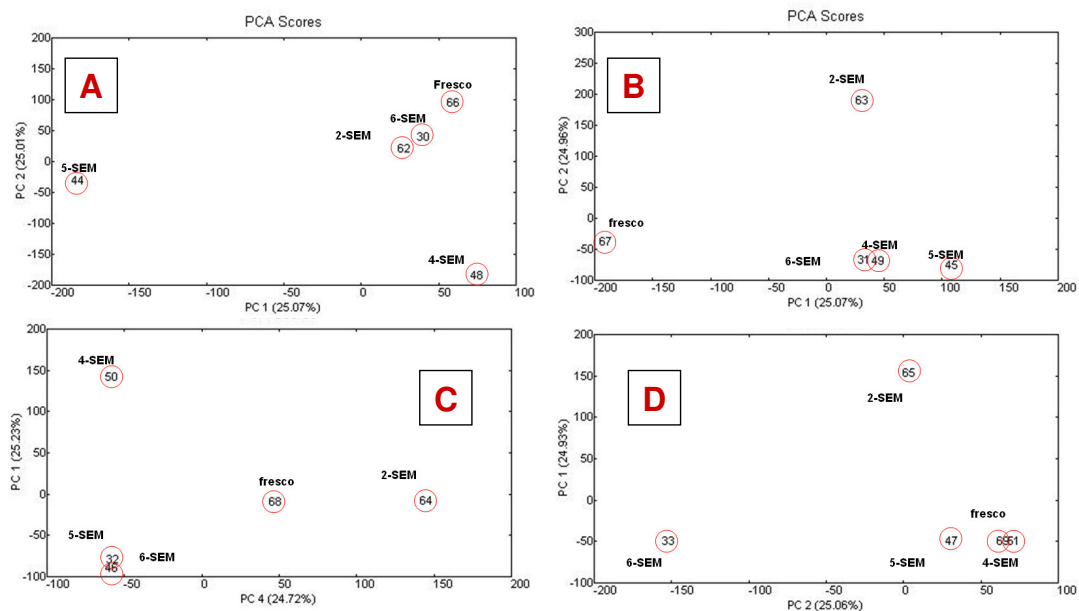 PCA Scores
200
150
100
50
0
-50
-100
-150
-200
-200 -150 -100 -50 0 50 100
PC 2 (25.01%)
PC 1 (25.07%)
A
Fresco
66
6-SEM
30
2-SEM
62
5-SEM
44
4-SEM
48
PCA Scores
300
250
200
150
100
50
0
-50
-100
-200 -150 -100 -50 0 50 100 150 200
PC 2 (24.96%)
PC 1 (25.07%)
B
2-SEM
63
fresco
67
4-SEM
6-SEM
31
49
5-SEM
45
200
150
100
50
0
-50
-100
-100 -50 0 50 100 150 200
PC 1 (25.23%)
PC 4 (24.72%)
C
4-SEM
50
fresco
68
2-SEM
64
5-SEM
32
6-SEM
46
200
150
100
50
0
-50
-100
-200 -150 -100 -50 0 50 100
PC 1 (24.93%)
PC 2 (25.06%)
D
65
2-SEM
fresco
33
47
69
51
6-SEM
5-SEM
4-SEM